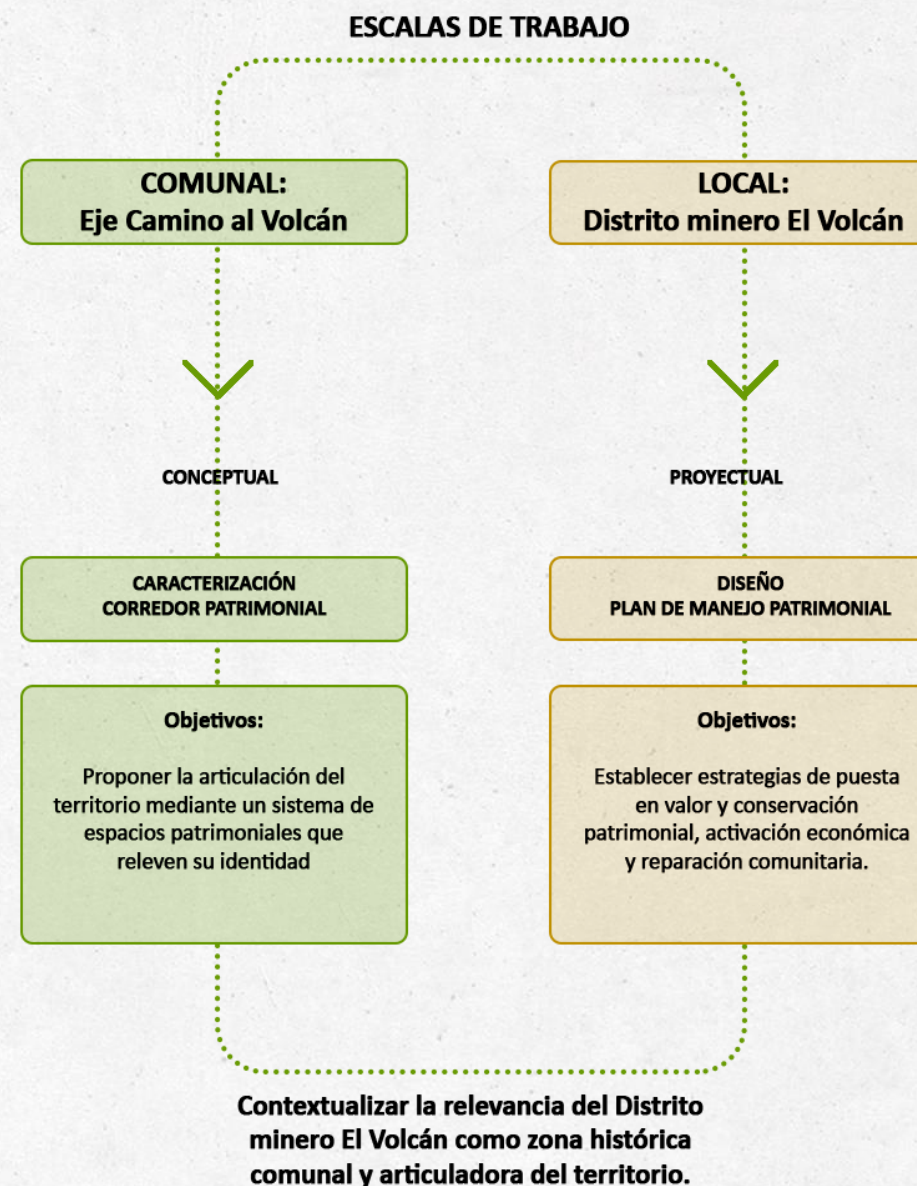 ESCALAS DE TRABAJO
COMUNAL:
Eje Camino al Volcán
CONCEPTUAL
CARACTERIZACIÓN
CORREDOR PATRIMONIAL
Objetivos:
Proponer la articulación del
territorio mediante un sistema de
espacios patrimoniales que
releven su identidad
LOCAL:
Distrito minero El Volcán
PROYECTUAL
DISEÑO
PLAN DE MANEJO PATRIMONIAL
Objetivos:
Establecer estrategias de puesta
en valor y conservación
patrimonial, activación económica
y reparación comunitaria.
Contextualizar la relevancia del Distrito
minero El Volcán como zona histórica
comunal y articuladora del territorio.